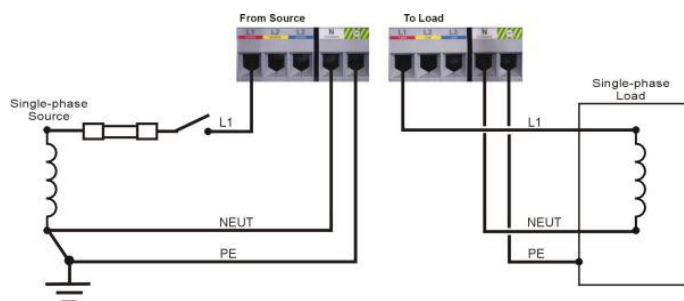 From Source
To Load
L1 L2 L3 N
L1 L2 L3 N
Single-phase
Source
Single-phase
Load
L1
L1
NEUT
NEUT
PE
PE